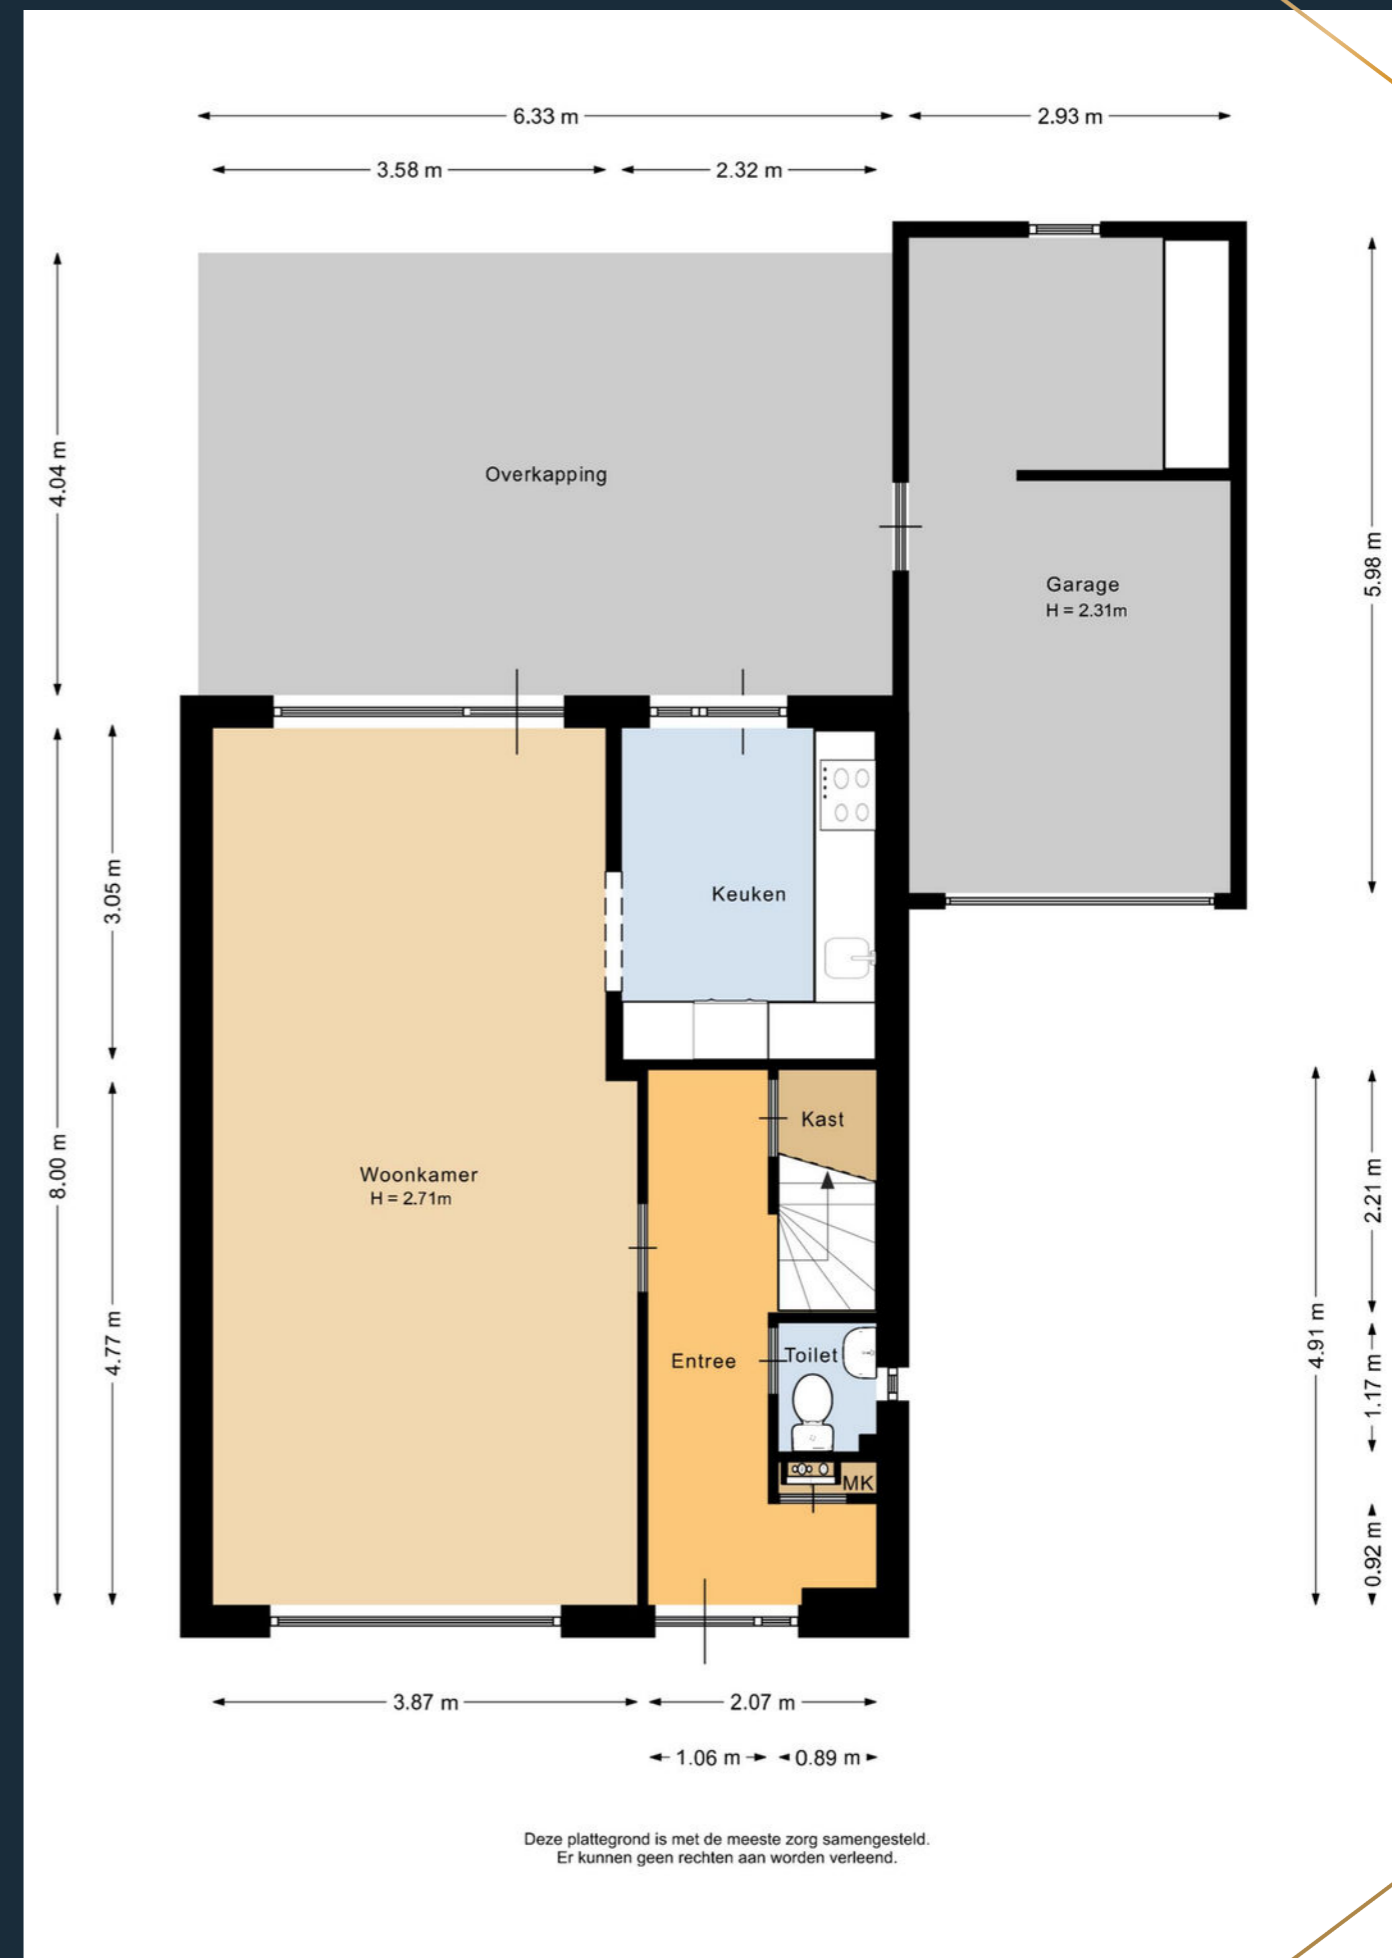 6.33 m
2.93 m
3.58 m
2.32 m
4.04 m
Overkapping
5.98 m
Garage
H = 2.31m
3.05 m
Keuken
8.00 m
Kast
Woonkamer
H = 2.71m
2.21 m
4.77 m
4.91 m
Entree
Toilet
1.17 m
MK
0.92 m
3.87 m
2.07 m
1.06 m
0.89 m
Deze plattegrond is met de meeste zorg samengesteld.
Er kunnen geen rechten aan worden verleend.